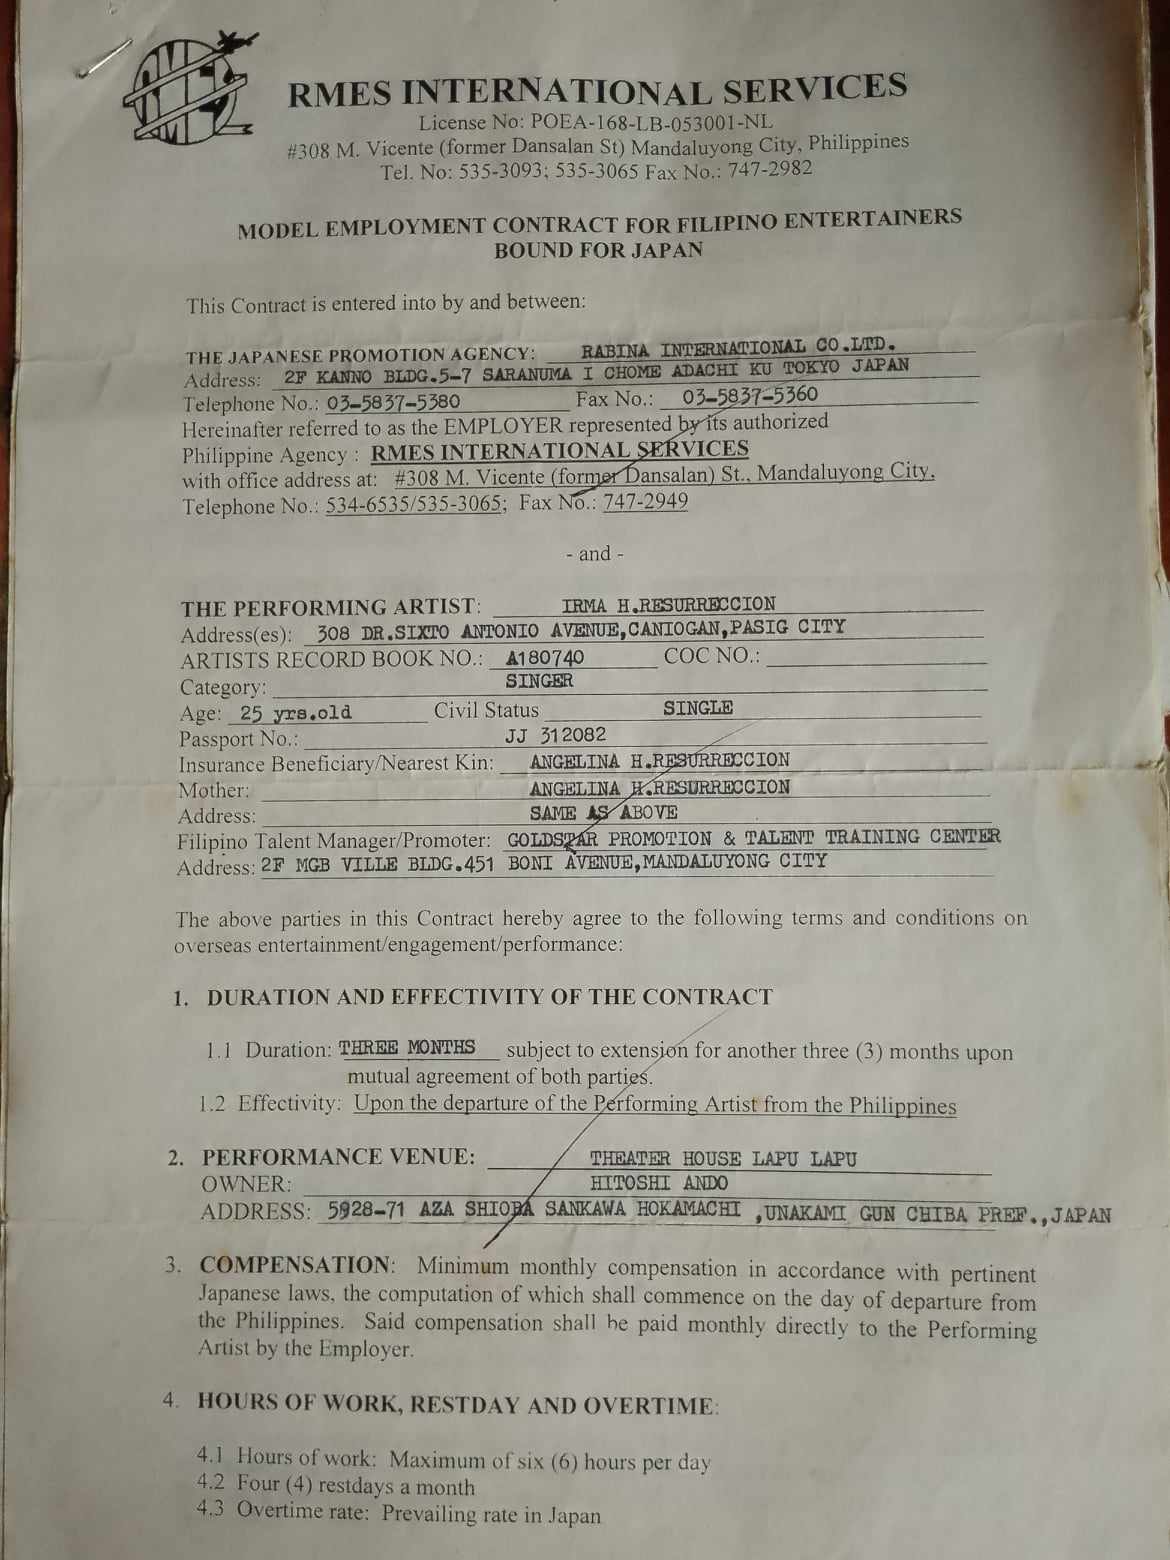 RMES INTERNATIONAL SERVICES
License No: POEA-168-LB-053001-NL
#308 M. Vicente (former Dansalan St) Mandaluyong City, Philippines
Tel. No: 535-3093; 535-3065 Fax No.: 747-2982
MODEL EMPLOYMENT CONTRACT FOR FILIPINO ENTERTAINERS
BOUND FOR JAPAN
This Contract is entered into by and between:
THE JAPANESE PROMOTION AGENCY: RABINA INTERNATIONAL CO.LTD.
Address: 2F KANNO BLDG.5-7 SARANUMA I CHOME ADACHI KU TOKYO JAPAN
Telephone No.: 03-5837-5380 Fax No.: 03-5837-5360
Hereinafter referred to as the EMPLOYER represented by its authorized
Philippine Agency : RMES INTERNATIONAL SERVICES
with office address at: #308 M. Vicente (former Dansalan) St., Mandaluyong City.
Telephone No.: 534-6535/535-3065; Fax No.: 747-2949
- and -
THE PERFORMING ARTIST: IRMA H.RESURRECCION
Address(es): 308 DR.SIXTO ANTONIO AVENUE,CANIOGAN,PASIG CITY
ARTISTS RECORD BOOK NO.: A180740 COC NO.:
Category: SINGER
Age: 25 yrs.old Civil Status SINGLE
Passport No.: JJ 312082
Insurance Beneficiary/Nearest Kin: ANGELINA H.RESURRECCION
Mother: ANGELINA H.RESURRECCION
Address: SAME AS ABOVE
Filipino Talent Manager/Promoter: GOLDSTAR PROMOTION & TALENT TRAINING CENTER
Address: 2F MGB VILLE BLDG.451 BONI AVENUE,MANDALUYONG CITY
The above parties in this Contract hereby agree to the following terms and conditions on
overseas entertainment/engagement/performance:
1. DURATION AND EFFECTIVITY OF THE CONTRACT
1.1 Duration: THREE MONTHS subject to extension for another three (3) months upon
mutual agreement of both parties.
1.2 Effectivity: Upon the departure of the Performing Artist from the Philippines
2. PERFORMANCE VENUE: THEATER HOUSE LAPU LAPU
OWNER: HITOSHI ANDO
ADDRESS: 5928-71 AZA SHIOBA SANKAWA HOKAMACHI ,UNAKAMI GUN CHIBA PREF.,JAPAN
3. COMPENSATION: Minimum monthly compensation in accordance with pertinent
Japanese laws, the computation of which shall commence on the day of departure from
the Philippines. Said compensation shall be paid monthly directly to the Performing
Artist by the Employer.
4. HOURS OF WORK, RESTDAY AND OVERTIME:
4.1 Hours of work: Maximum of six (6) hours per day
4.2 Four (4) restdays a month
4.3 Overtime rate: Prevailing rate in Japan